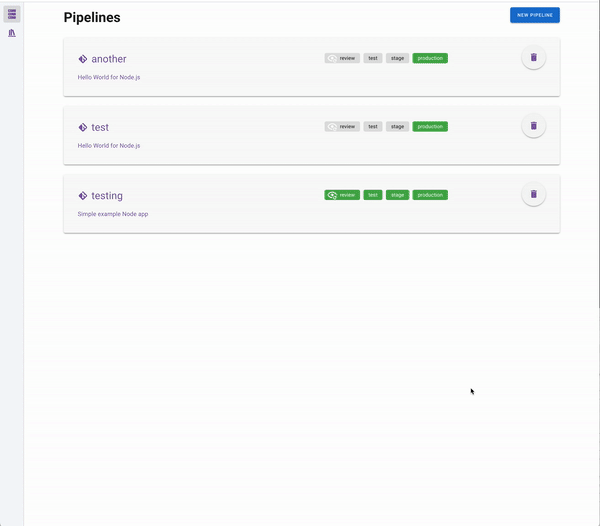 Pipelines
NEW PIPELINE
another
review test stage production
Hello World for Node.js
test
review test stage production
Hello World for Node.js
testing
review test stage production
Simple example Node app